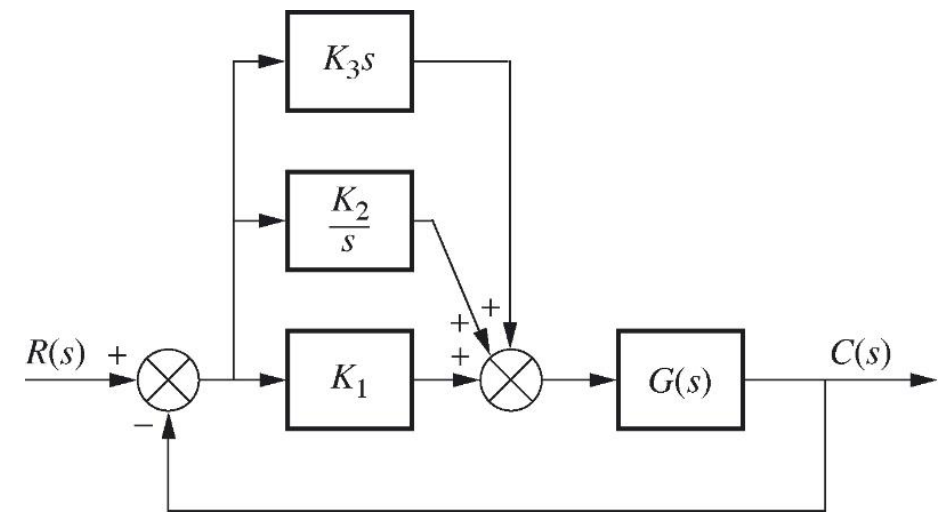 K₃s
K₂
s
R(s) +
−
K₁
+
+
+
G(s)
C(s)